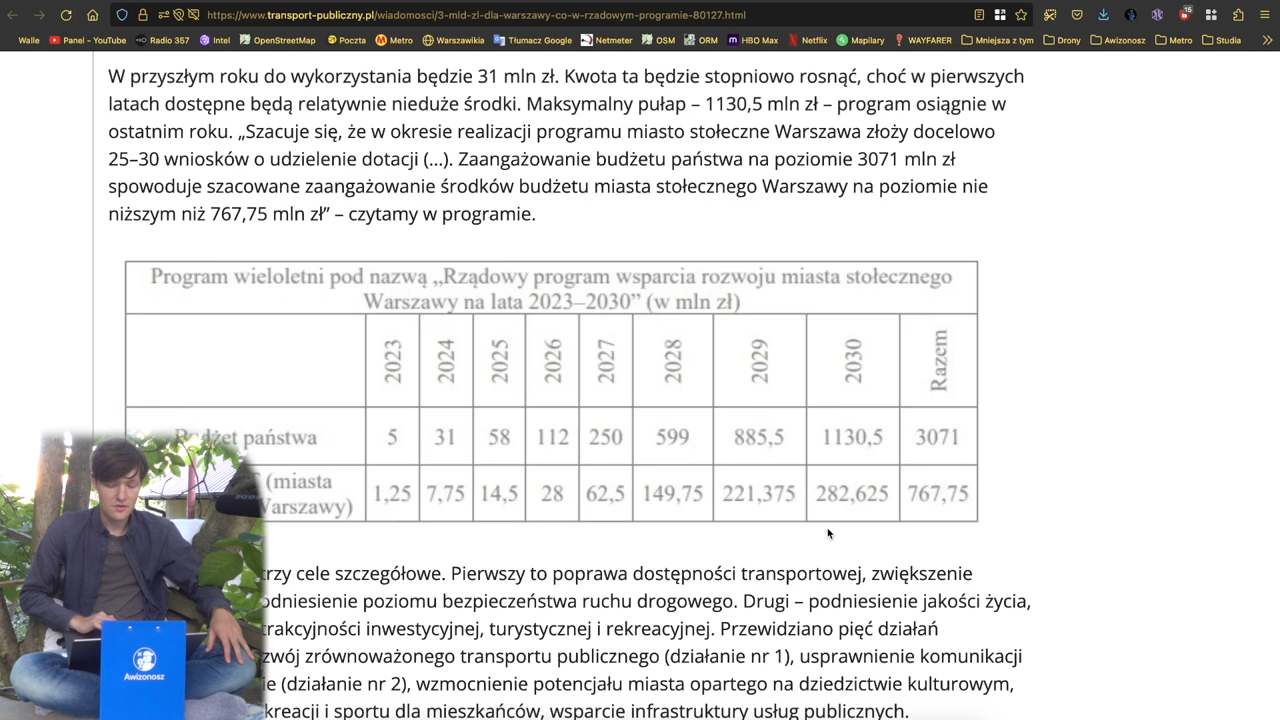 https://www.transport-publiczny.pl/wiadomosci/3-mld-zl-dla-warszawy-co-w-rzadowym-programie-80127.html
15
Walle Panel - YouTube Radio 357 Intel OpenStreetMap Poczta Metro Warszawikia Tłumacz Google Netmeter OSM ORM HBO Max Netflix Mapilary WAYFARER Mniejsza z tym Drony Awizonosz Metro Studia
W przyszłym roku do wykorzystania będzie 31 mln zł. Kwota ta będzie stopniowo rosnąć, choć w pierwszych
latach dostępne będą relatywnie nieduże środki. Maksymalny pułap – 1130,5 mln zł – program osiągnie w
ostatnim roku. „Szacuje się, że w okresie realizacji programu miasto stołeczne Warszawa złoży docelowo
25–30 wniosków o udzielenie dotacji (...). Zaangażowanie budżetu państwa na poziomie 3071 mln zł
spowoduje szacowane zaangażowanie środków budżetu miasta stołecznego Warszawy na poziomie nie
niższym niż 767,75 mln zł” – czytamy w programie.
Program wieloletni pod nazwą „Rządowy program wsparcia rozwoju miasta stołecznego
Warszawy na lata 2023–2030” (w mln zł)
2023 2024 2025 2026 2027 2028 2029 2030 Razem
Budżet państwa 5 31 58 112 250 599 885,5 1130,5 3071
(miasta
Warszawy) 1,25 7,75 14,5 28 62,5 149,75 221,375 282,625 767,75
trzy cele szczegółowe. Pierwszy to poprawa dostępności transportowej, zwiększenie
odniesienie poziomu bezpieczeństwa ruchu drogowego. Drugi – podniesienie jakości życia,
trakcyjności inwestycyjnej, turystycznej i rekreacyjnej. Przewidziano pięć działań
zwój zrównoważonego transportu publicznego (działanie nr 1), usprawnienie komunikacji
ie (działanie nr 2), wzmocnienie potencjału miasta opartego na dziedzictwie kulturowym,
kreacji i sportu dla mieszkańców, wsparcie infrastruktury usług publicznych.
Awizonosz